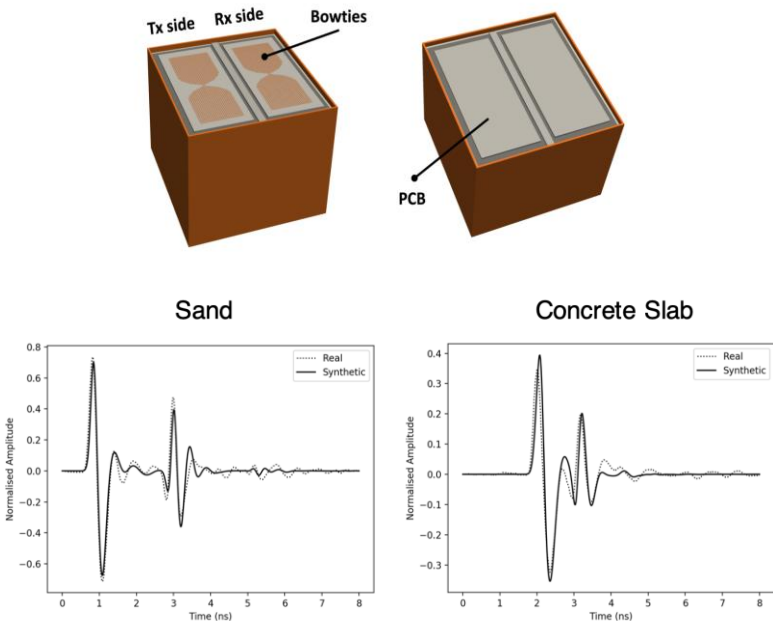 Tx side Rx side Bowties
PCB
Sand
Concrete Slab
0.8
0.6
0.4
0.2
0.0
−0.2
−0.4
−0.6
Normalised Amplitude
Real
Synthetic
0 1 2 3 4 5 6 7 8
Time (ns)
0.4
0.3
0.2
0.1
0.0
−0.1
−0.2
−0.3
Normalised Amplitude
Real
Synthetic
0 1 2 3 4 5 6 7 8
Time (ns)